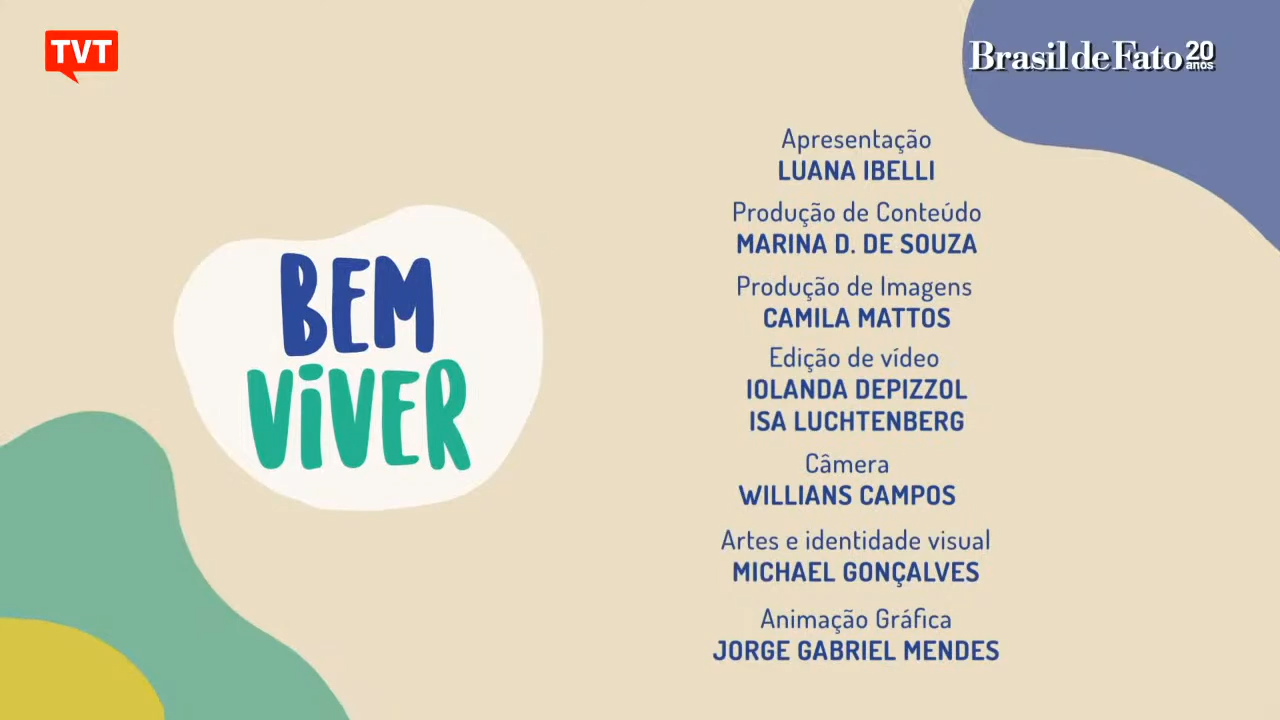 TVT
Brasil de Fato 20 anos
BEM
ViVER
Apresentação
LUANA IBELLI
Produção de Conteúdo
MARINA D. DE SOUZA
Produção de Imagens
CAMILA MATTOS
Edição de vídeo
IOLANDA DEPIZZOL
ISA LUCHTENBERG
Câmera
WILLIANS CAMPOS
Artes e identidade visual
MICHAEL GONÇALVES
Animação Gráfica
JORGE GABRIEL MENDES